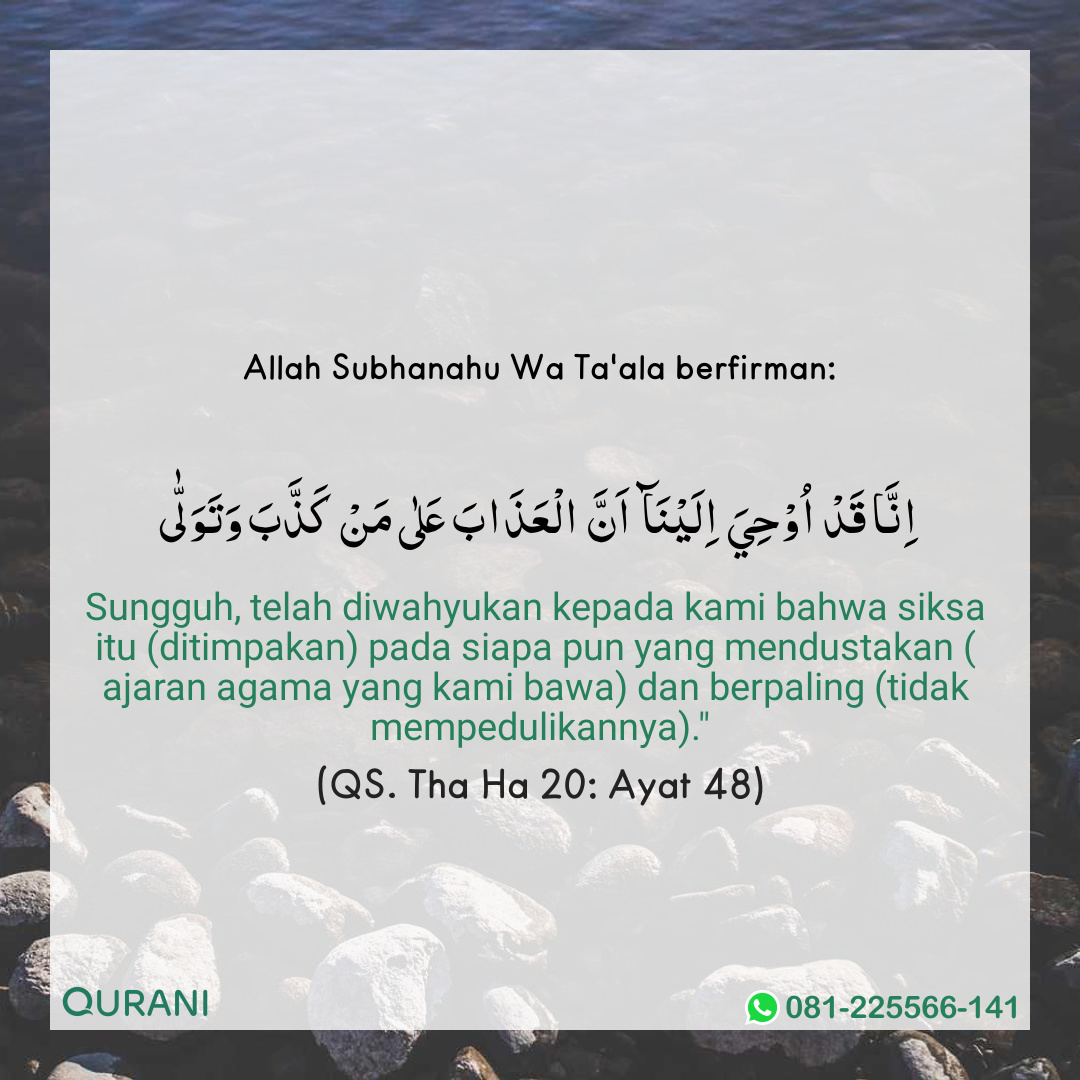 Allah Subhanahu Wa Ta'ala berfirman:
اِنَّا قَدْ اُوْحِيَ اِلَيْنَاۤ اَنَّ الْعَذَابَ عَلٰى مَنْ كَذَّبَ وَتَوَلّٰى
Sungguh, telah diwahyukan kepada kami bahwa siksa
itu (ditimpakan) pada siapa pun yang mendustakan (
ajaran agama yang kami bawa) dan berpaling (tidak
mempedulikannya)."
(QS. Tha Ha 20: Ayat 48)
QURANI
081-225566-141